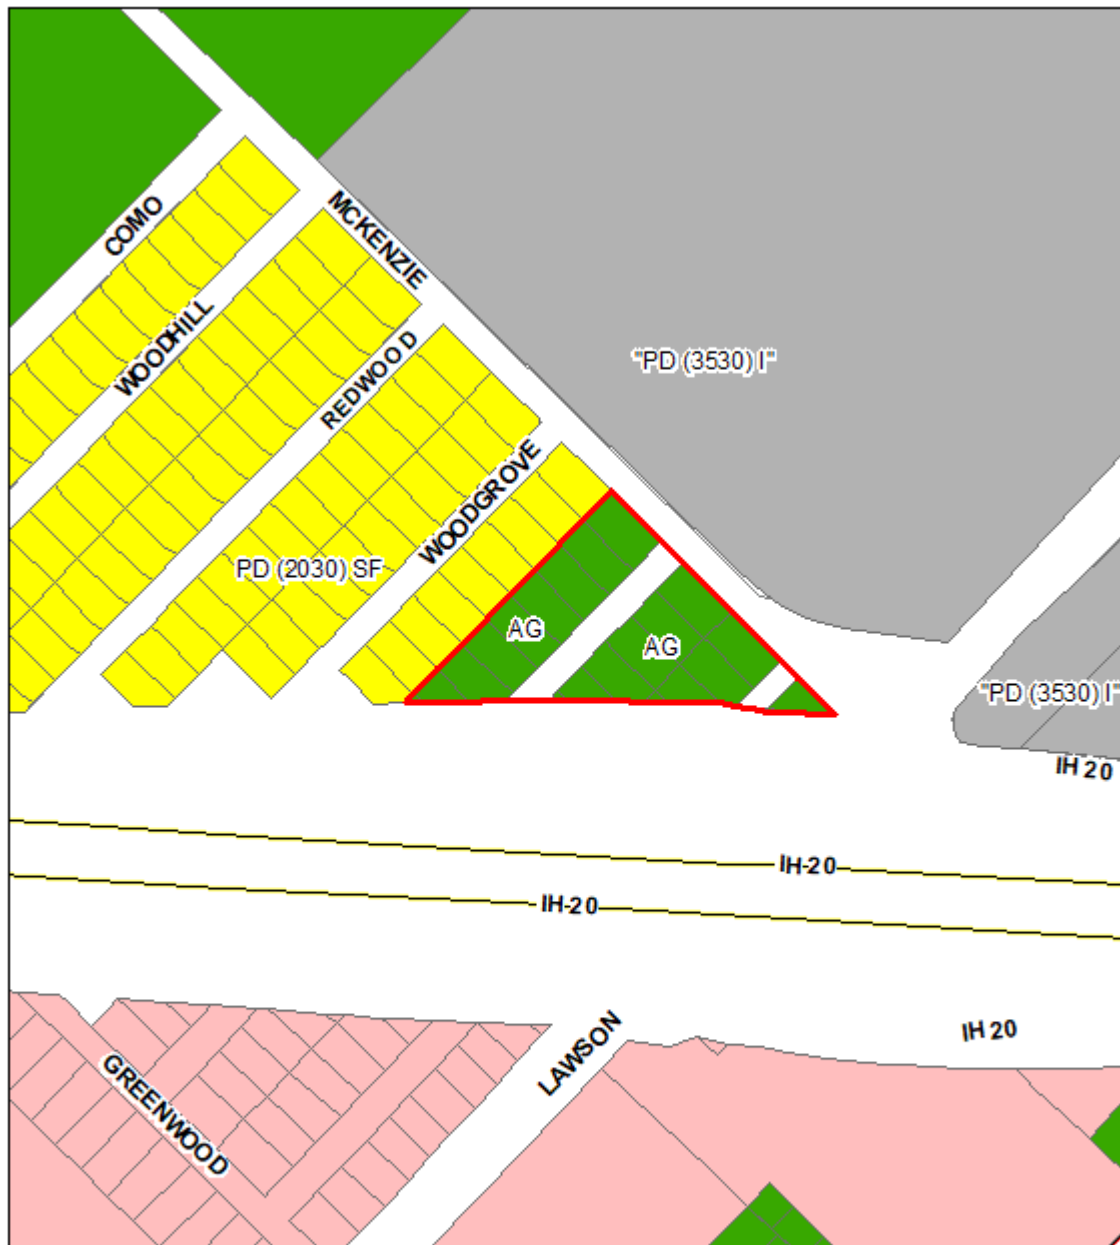 COMO
MCKENZIE
WOODHILL
REDWOOD
"PD (3530) I"
WOODGROVE
PD (2030) SF
AG
AG
"PD (3530) I"
IH 20
IH-20
IH-20
IH 20
LAWSON
GREENWOOD